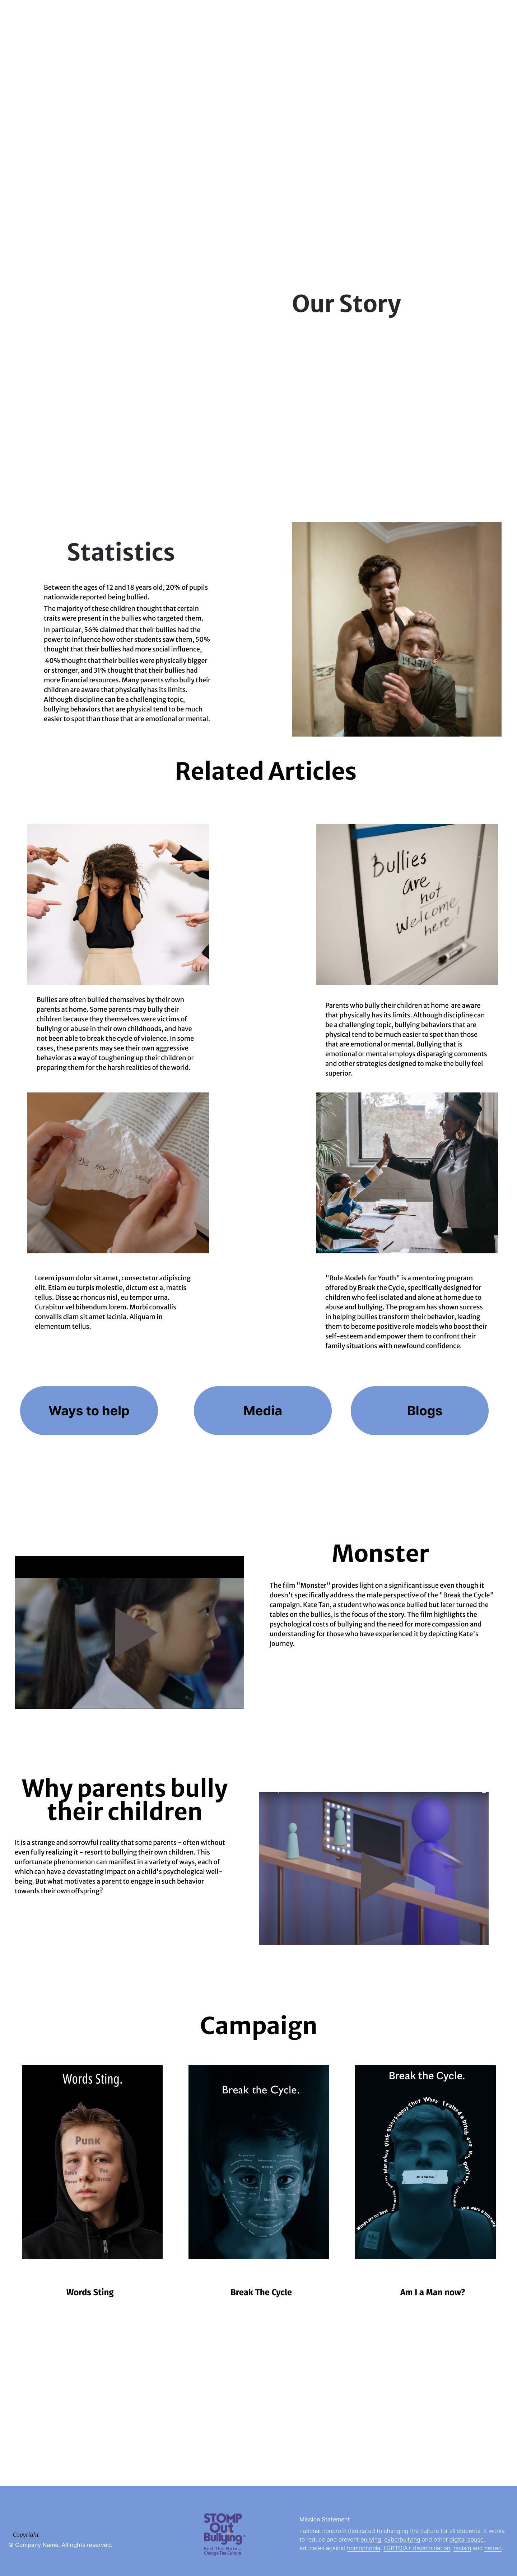 Our Story
Statistics
Between the ages of 12 and 18 years old, 20% of pupils
nationwide reported being bullied.
The majority of these children thought that certain
traits were present in the bullies who targeted them.
In particular, 56% claimed that their bullies had the
power to influence how other students saw them, 50%
thought that their bullies had more social influence,
40% thought that their bullies were physically bigger
or stronger, and 31% thought that their bullies had
more financial resources. Many parents who bully their
children are aware that physically has its limits.
Although discipline can be a challenging topic,
bullying behaviors that are physical tend to be much
easier to spot than those that are emotional or mental.
Related Articles
Bullies
are
not
welcome
here!
Bullies are often bullied themselves by their own
parents at home. Some parents may bully their
children because they themselves were victims of
bullying or abuse in their own childhoods, and have
not been able to break the cycle of violence. In some
cases, these parents may see their own aggressive
behavior as a way of toughening up their children or
preparing them for the harsh realities of the world.
Parents who bully their children at home are aware
that physically has its limits. Although discipline can
be a challenging topic, bullying behaviors that are
physical tend to be much easier to spot than those
that are emotional or mental. Bullying that is
emotional or mental employs disparaging comments
and other strategies designed to make the bully feel
superior.
Lorem ipsum dolor sit amet, consectetur adipiscing
elit. Etiam eu turpis molestie, dictum est a, mattis
tellus. Disse ac rhoncus nisl, eu tempor urna.
Curabitur vel bibendum lorem. Morbi convallis
convallis diam sit amet lacinia. Aliquam in
elementum tellus.
"Role Models for Youth" is a mentoring program
offered by Break the Cycle, specifically designed for
children who feel isolated and alone at home due to
abuse and bullying. The program has shown success
in helping bullies transform their behavior, leading
them to become positive role models who boost their
self-esteem and empower them to confront their
family situations with newfound confidence.
Ways to help
Media
Blogs
Monster
The film "Monster" provides light on a significant issue even though it
doesn't specifically address the male perspective of the "Break the Cycle"
campaign. Kate Tan, a student who was once bullied but later turned the
tables on the bullies, is the focus of the story. The film highlights the
psychological costs of bullying and the need for more compassion and
understanding for those who have experienced it by depicting Kate's
journey.
Why parents bully
their children
It is a strange and sorrowful reality that some parents - often without
even fully realizing it - resort to bullying their own children. This
unfortunate phenomenon can manifest in a variety of ways, each of
which can have a devastating impact on a child's psychological well-
being. But what motivates a parent to engage in such behavior
towards their own offspring?
Campaign
Words Sting.
Punk
Break the Cycle.
Break the Cycle.
Words Sting
Break The Cycle
Am I a Man now?
Copyright
© Company Name. All rights reserved.
STOMP
Out
Bullying
End The Hate...
Change The Culture
Mission Statement
national nonprofit dedicated to changing the culture for all students. It works
to reduce and prevent bullying, cyberbullying and other digital abuse,
educates against homophobia, LGBTQIA+ discrimination, racism and hatred.